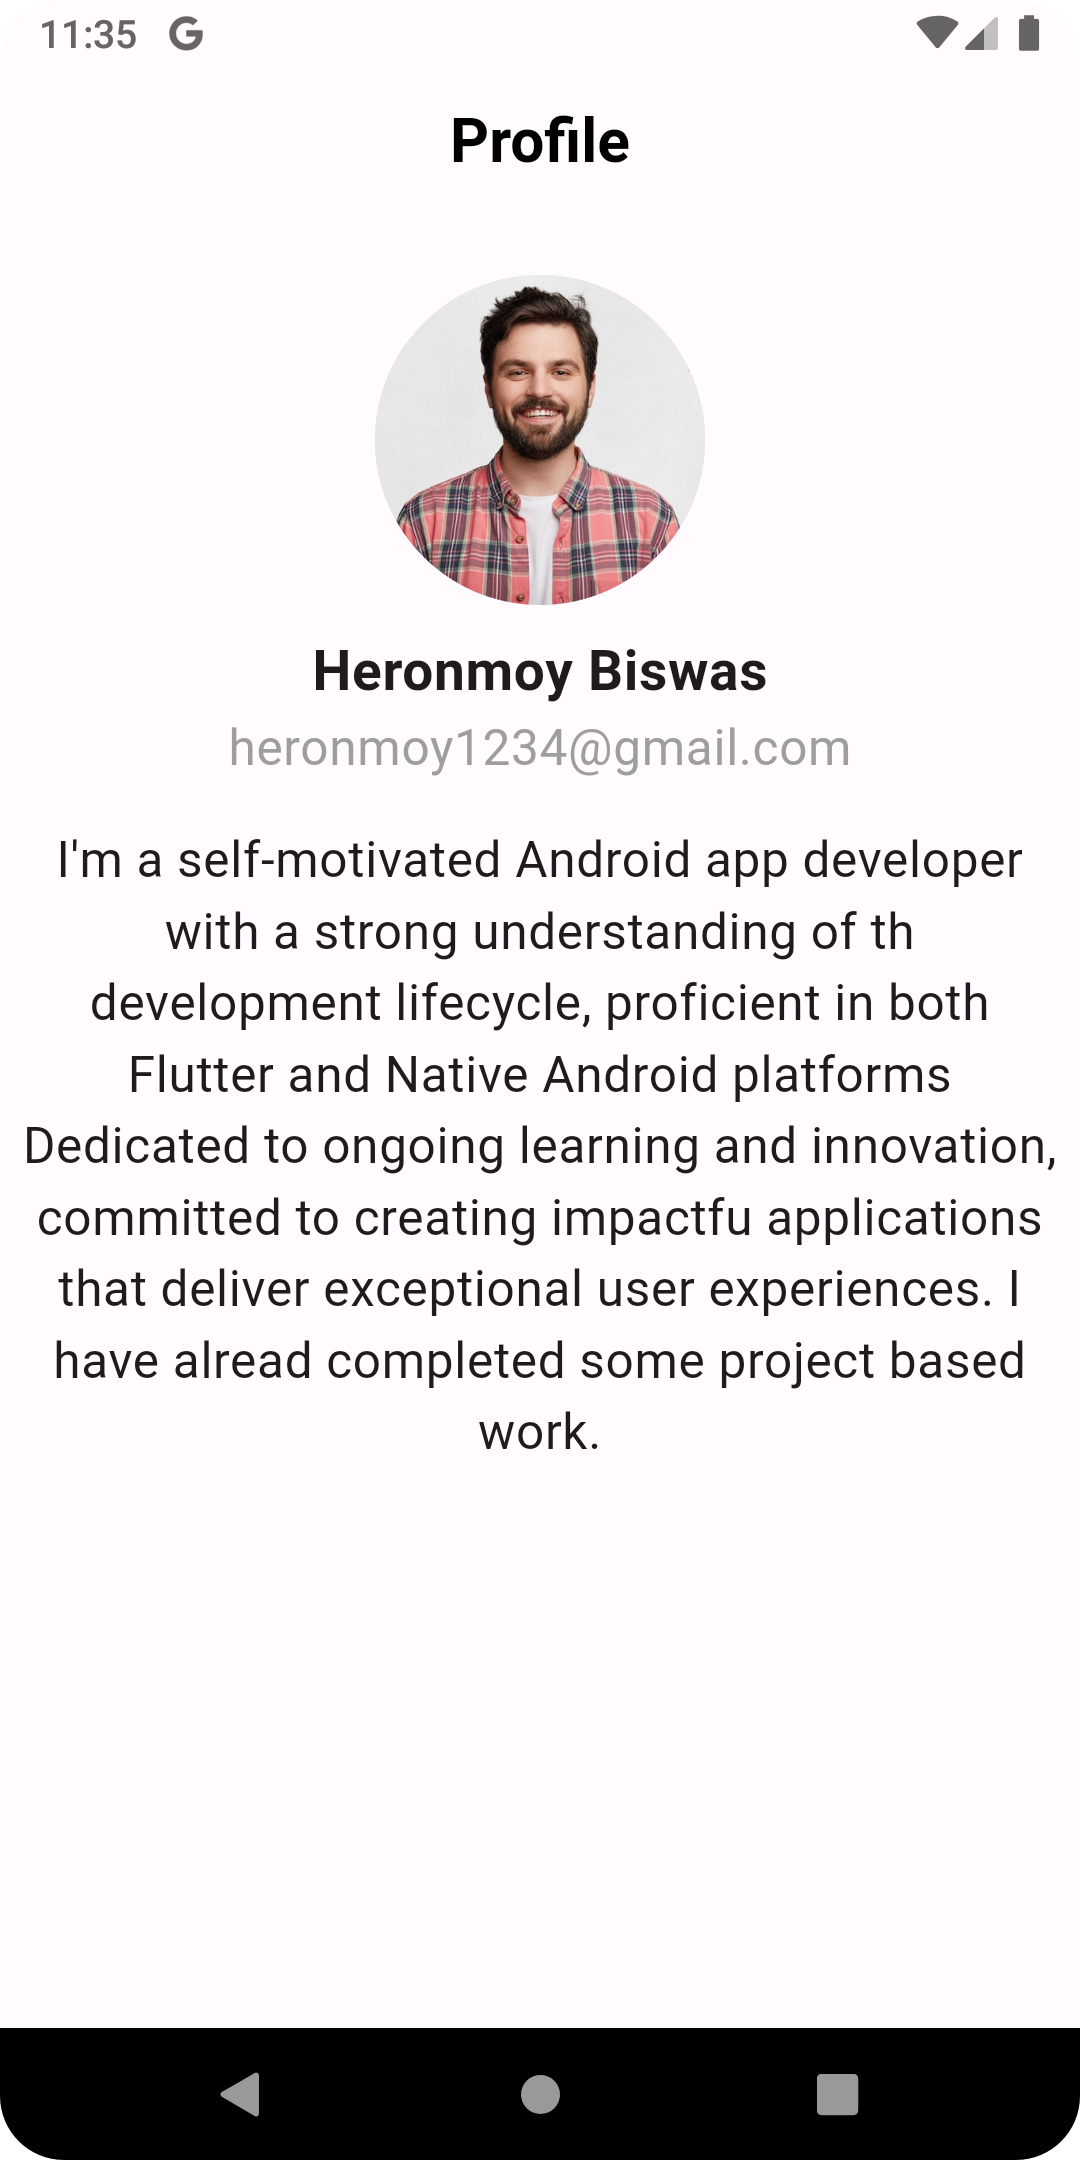 11:35 G
Profile
Heronmoy Biswas
heronmoy1234@gmail.com
I'm a self-motivated Android app developer
with a strong understanding of th
development lifecycle, proficient in both
Flutter and Native Android platforms
Dedicated to ongoing learning and innovation,
committed to creating impactfu applications
that deliver exceptional user experiences. I
have alread completed some project based
work.